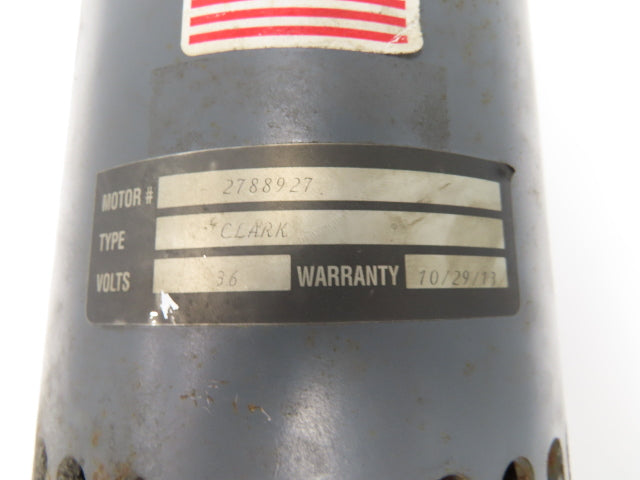 MOTOR # 2788927
TYPE CLARK
VOLTS 36 WARRANTY 10/29/13